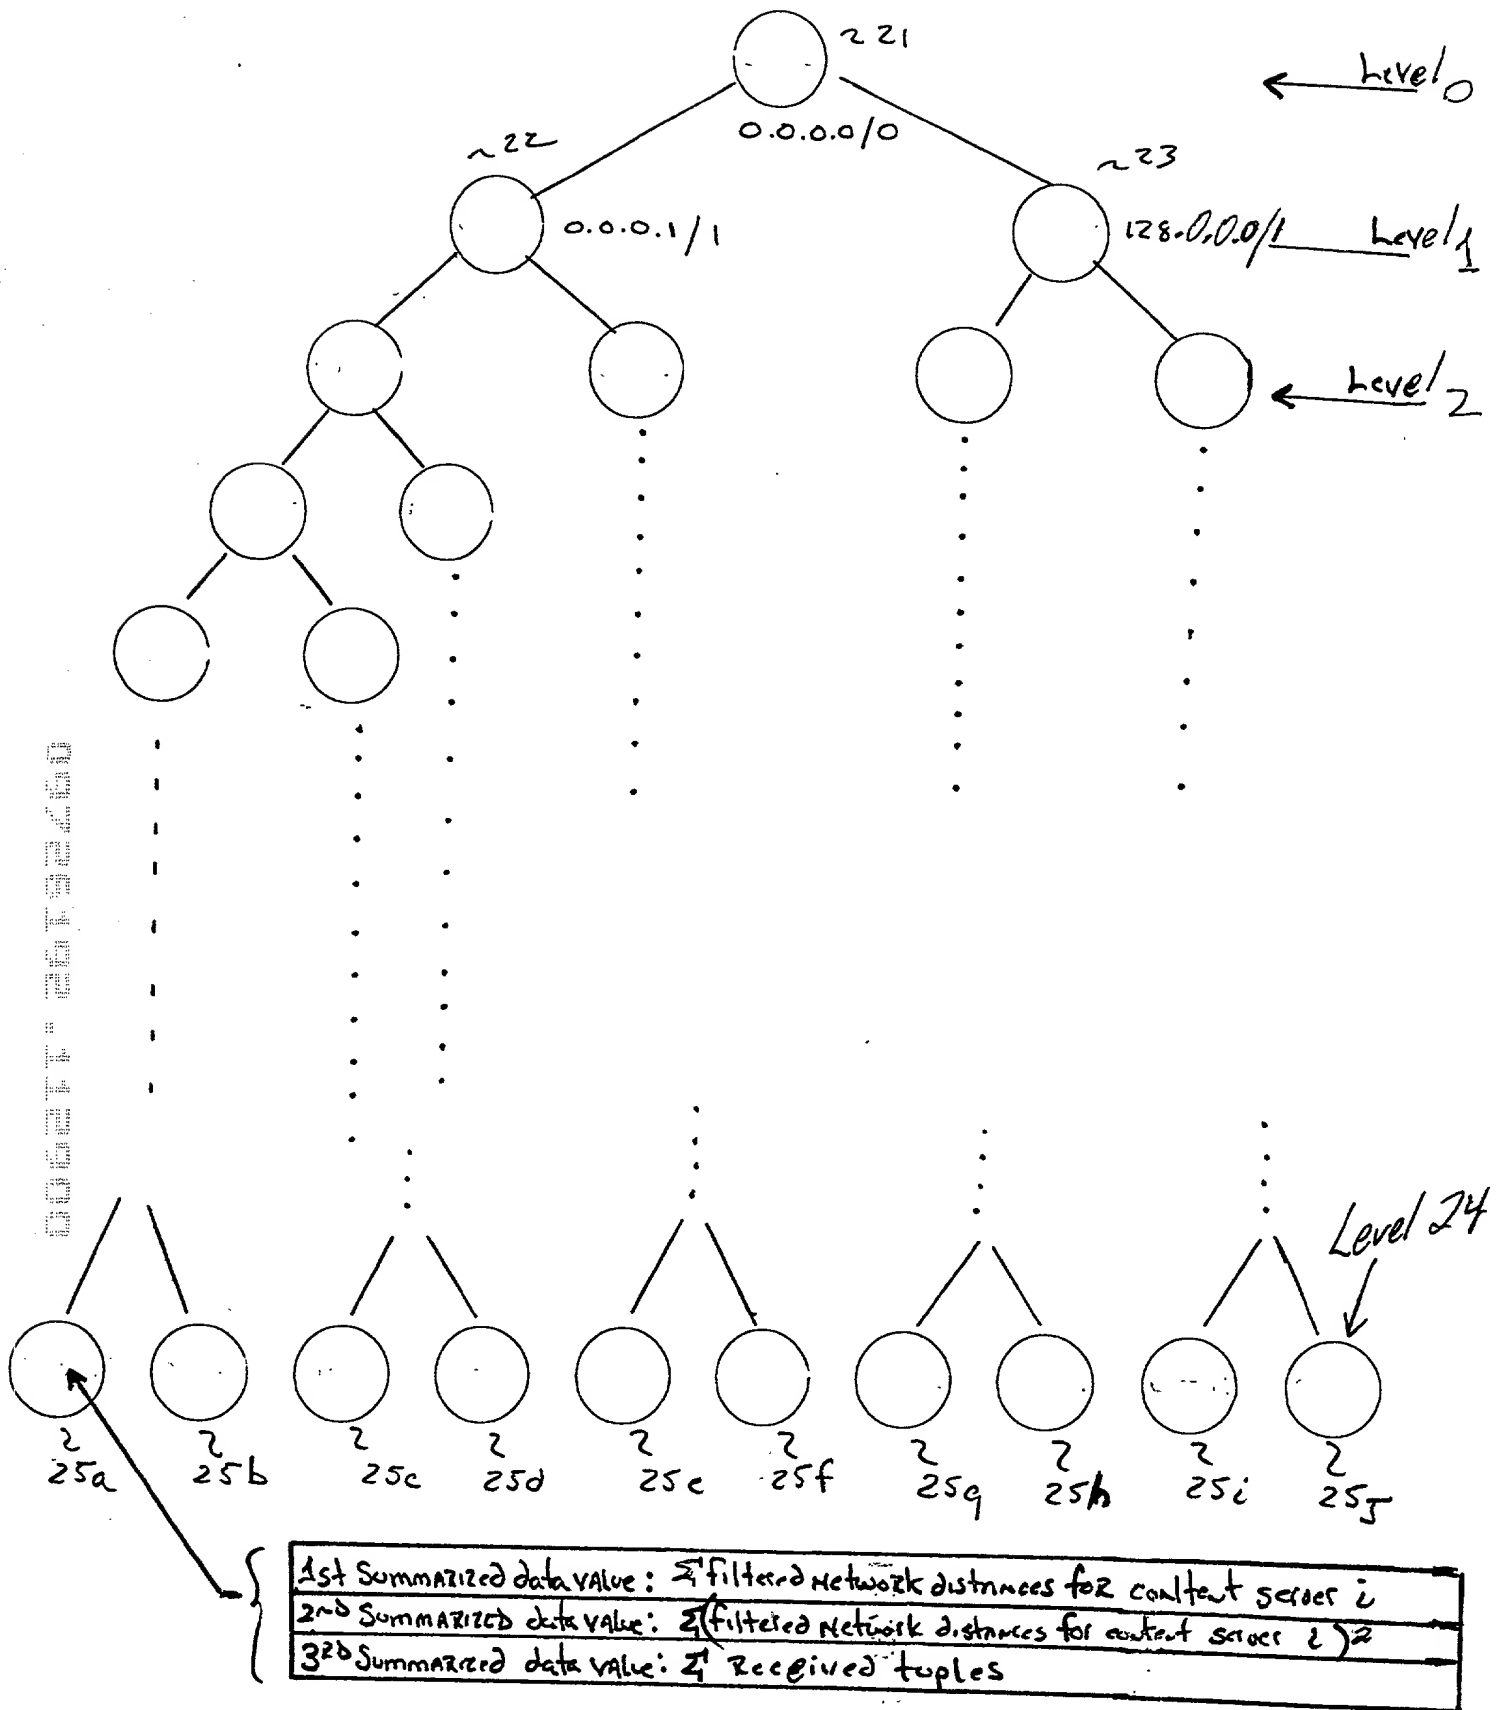 ~ 21
Level 0
0.0.0.0/0
~ 22
~ 23
0.0.0.1/1
128.0.0.0/1
Level 1
Level 2
Level 24
25a
25b
25c
25d
25e
25f
25g
25h
25i
25j
1st Summarized data value: Σ filtered network distances for content server i
2nd Summarized data value: Σ(filtered network distances for content server i)2
3rd Summarized data value: Σ Received tuples